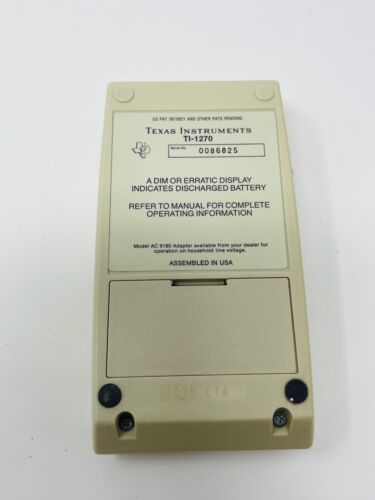 US PAT 3819921 AND OTHER PATS PENDING
TEXAS INSTRUMENTS
TI-1270
Serial No. 0086825
A DIM OR ERRATIC DISPLAY
INDICATES DISCHARGED BATTERY
REFER TO MANUAL FOR COMPLETE
OPERATING INFORMATION
Model AC 9180 Adapter available from your dealer for
operation on household line voltage.
ASSEMBLED IN USA
LTA